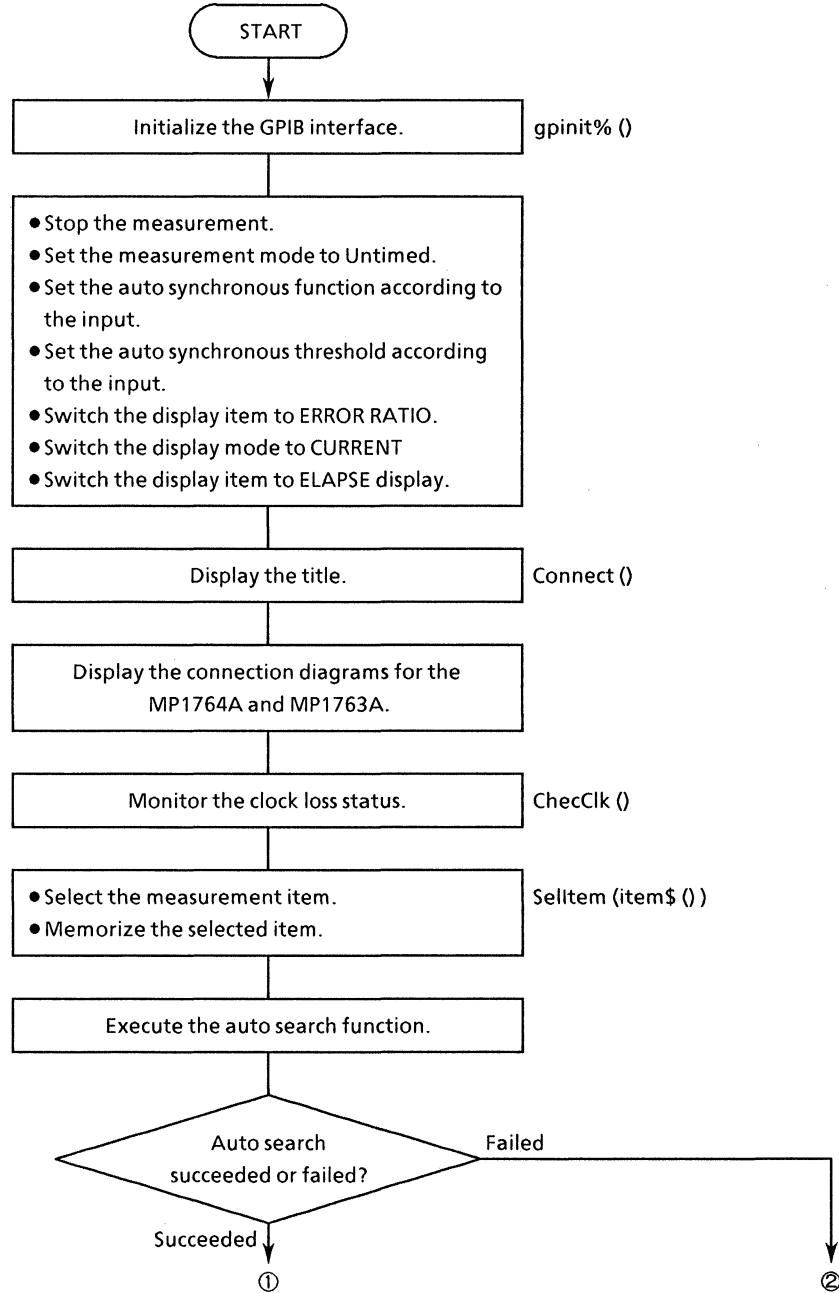 START
Initialize the GPIB interface. gpinit% ()
● Stop the measurement.
● Set the measurement mode to Untimed.
● Set the auto synchronous function according to
the input.
● Set the auto synchronous threshold according
to the input.
● Switch the display item to ERROR RATIO.
● Switch the display mode to CURRENT
● Switch the display item to ELAPSE display.
Display the title. Connect ()
Display the connection diagrams for the
MP1764A and MP1763A.
Monitor the clock loss status. ChecClk ()
● Select the measurement item. SelItem (item$ () )
● Memorize the selected item.
Execute the auto search function.
Auto search
succeeded or failed?
Failed
Succeeded
① ②